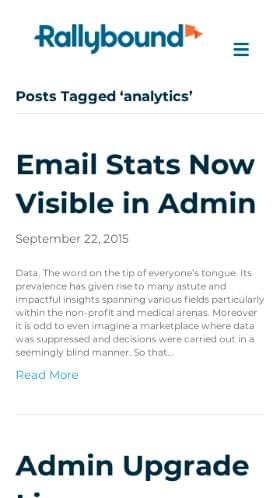 Rallybound
Posts Tagged ‘analytics’
Email Stats Now
Visible in Admin
September 22, 2015
Data. The word on the tip of everyone’s tongue. Its
prevalence has given rise to many astute and
impactful insights spanning various fields particularly
within the non-profit and medical arenas. Moreover
it is odd to even imagine a marketplace where data
was suppressed and decisions were carried out in a
seemingly blind manner. So that...
Read More
Admin Upgrade